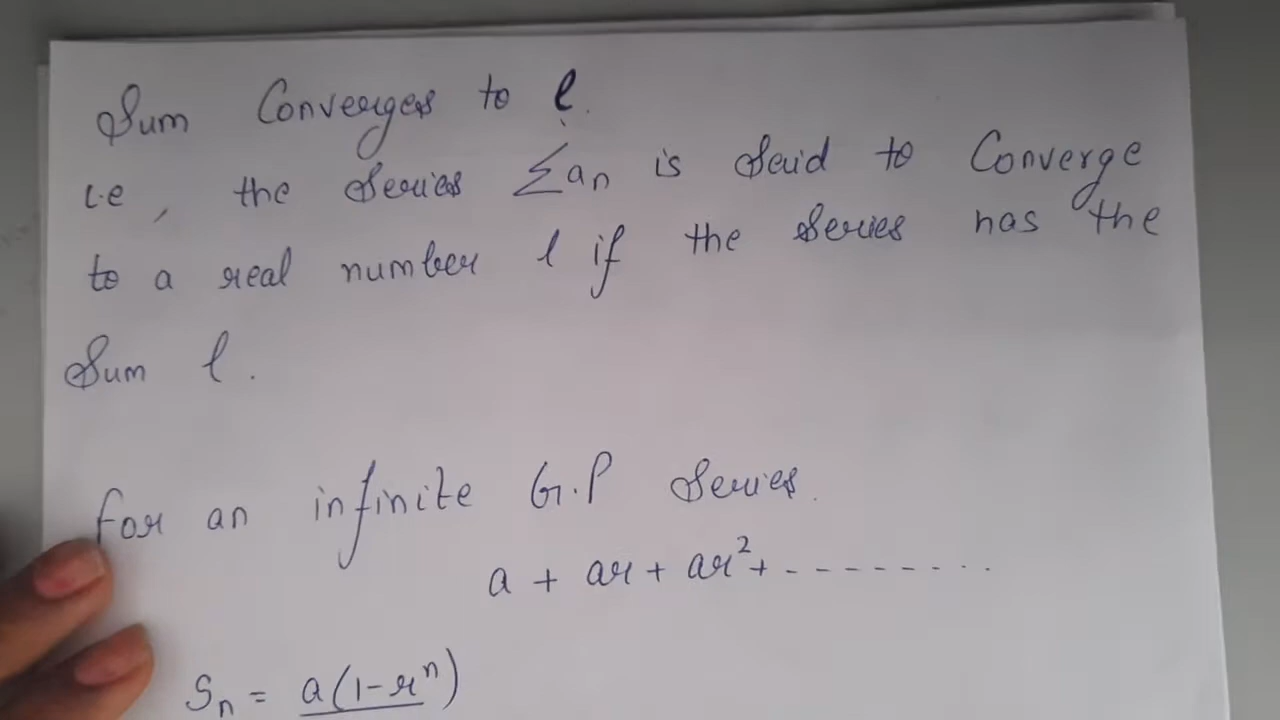 Sum Converges to l.
i.e, the Series ∑aₙ is Said to Converge
to a real number l if the Series has the
Sum l.
for an infinite G.P Series.
a + ar + ar² + - - - - - - - . .
Sₙ = a(1-rⁿ)